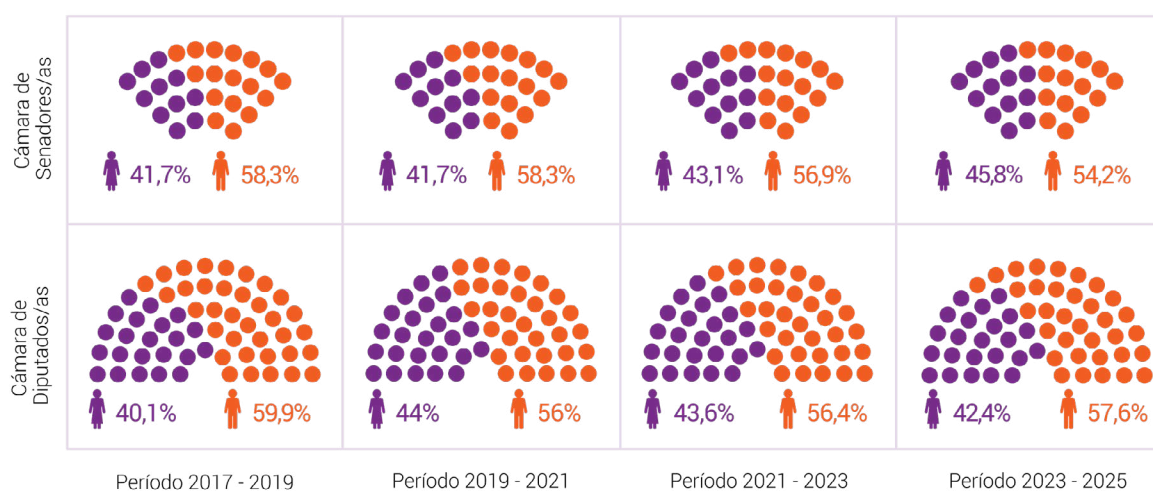 Cámara de
Senadores/as
41,7% 58,3%
41,7% 58,3%
43,1% 56,9%
45,8% 54,2%
Cámara de
Diputados/as
40,1% 59,9%
44% 56%
43,6% 56,4%
42,4% 57,6%
Período 2017 - 2019
Período 2019 - 2021
Período 2021 - 2023
Período 2023 - 2025